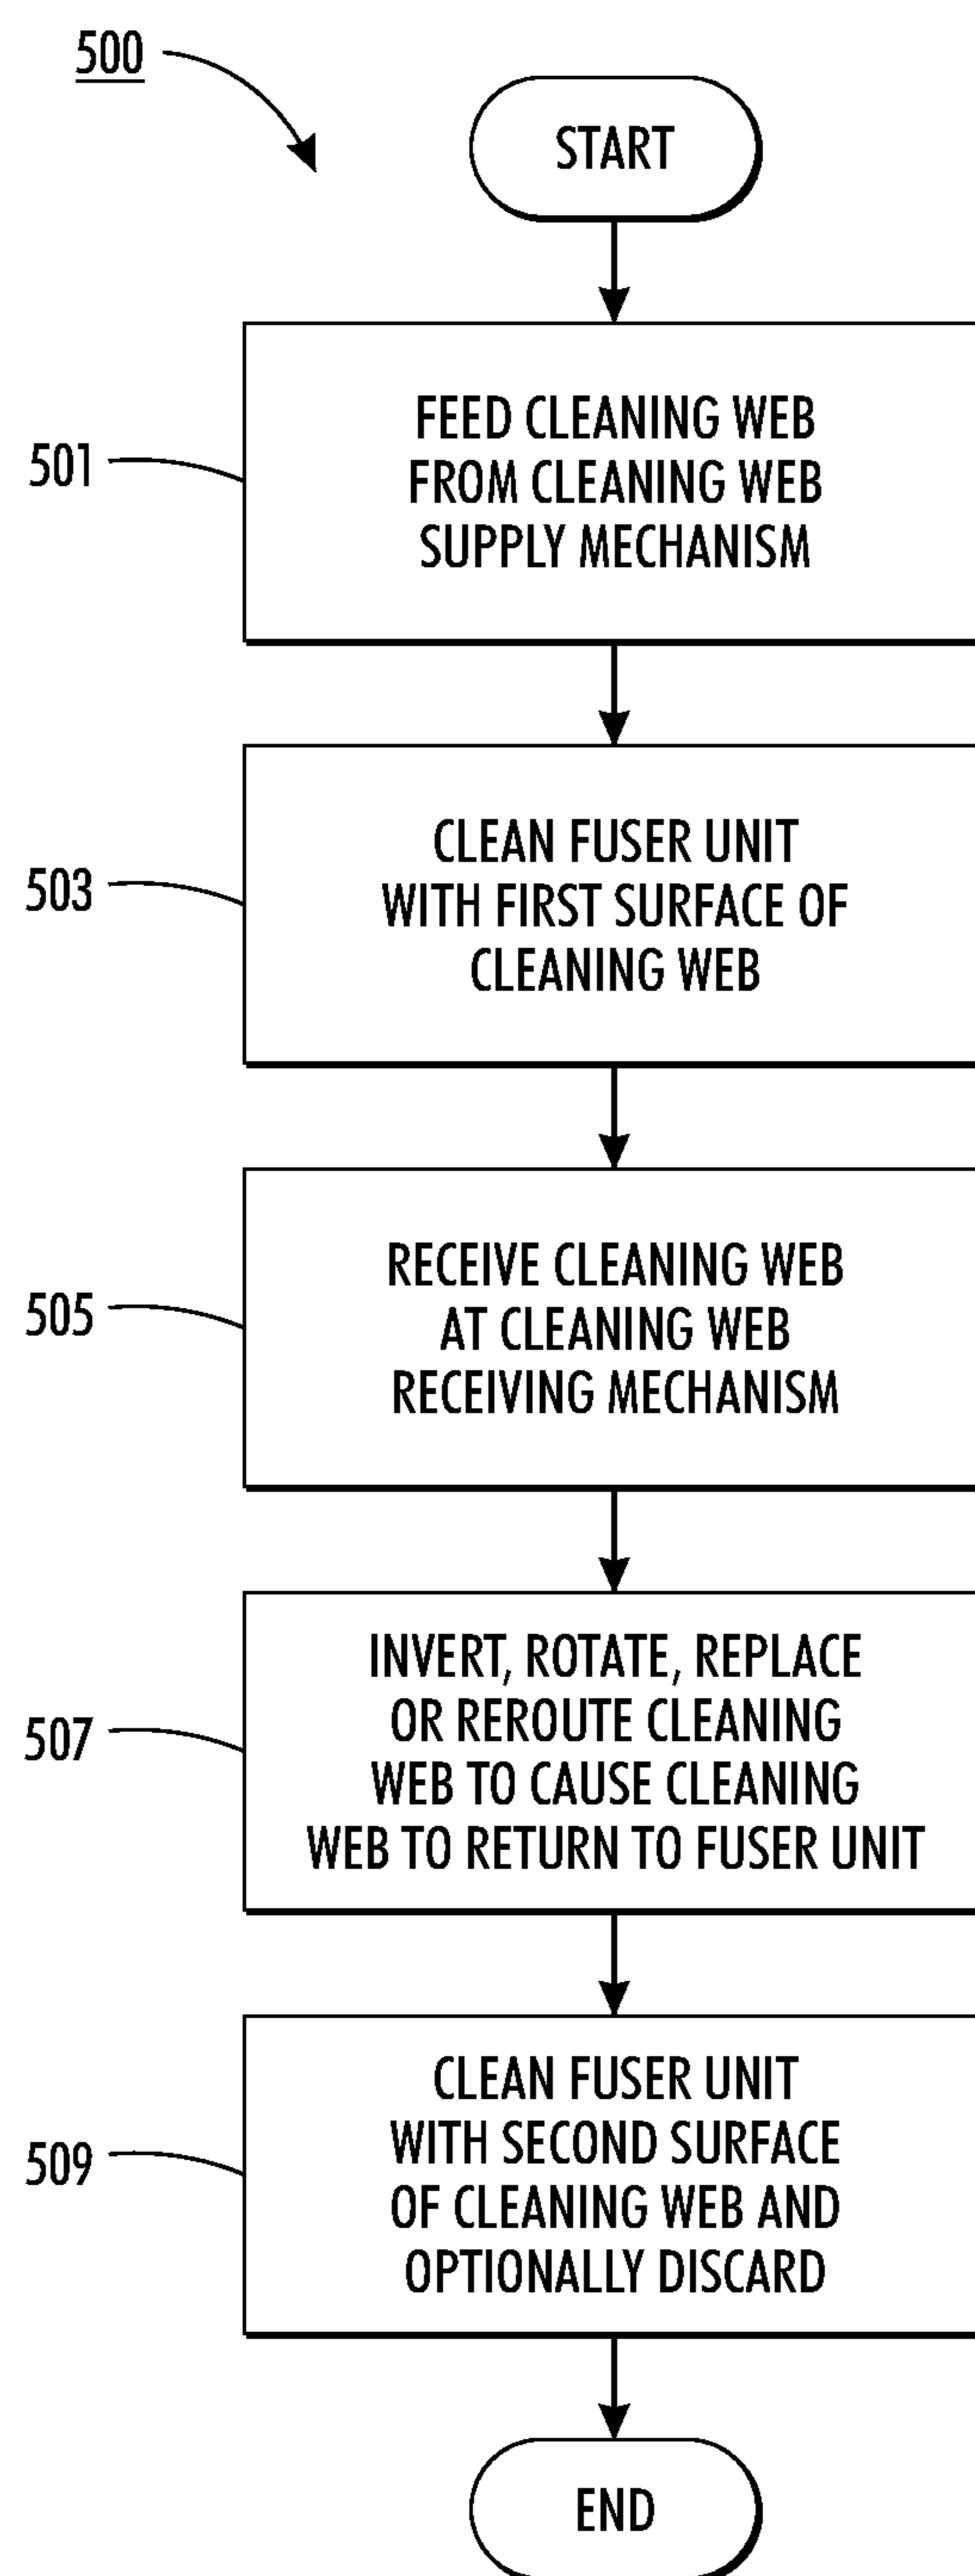 500
START
FEED CLEANING WEB
FROM CLEANING WEB
SUPPLY MECHANISM
501
CLEAN FUSER UNIT
WITH FIRST SURFACE OF
CLEANING WEB
503
RECEIVE CLEANING WEB
AT CLEANING WEB
RECEIVING MECHANISM
505
INVERT, ROTATE, REPLACE
OR REROUTE CLEANING
WEB TO CAUSE CLEANING
WEB TO RETURN TO FUSER UNIT
507
CLEAN FUSER UNIT
WITH SECOND SURFACE
OF CLEANING WEB AND
OPTIONALLY DISCARD
509
END